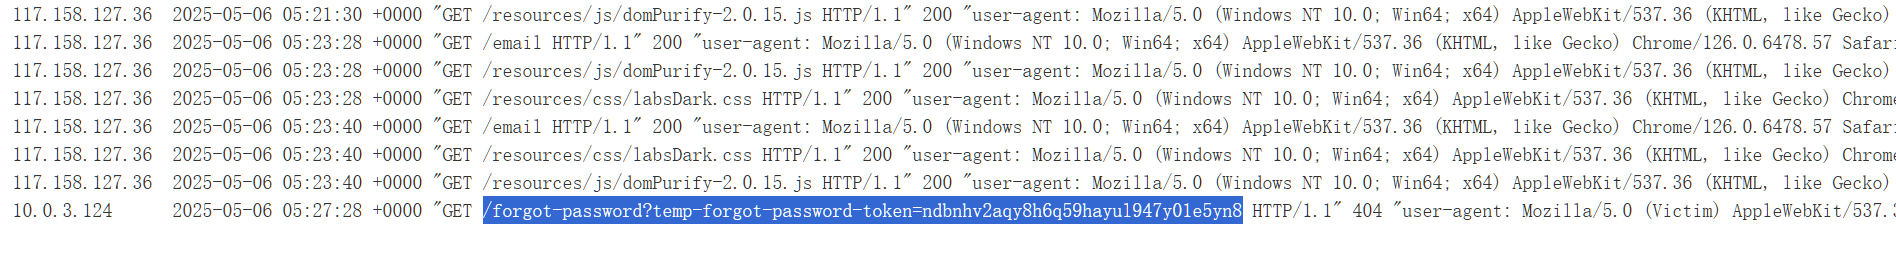 117.158.127.36 2025-05-06 05:21:30 +0000 "GET /resources/js/domPurify-2.0.15.js HTTP/1.1" 200 "user-agent: Mozilla/5.0 (Windows NT 10.0; Win64; x64) AppleWebKit/537.36 (KHTML, like Gecko)
117.158.127.36 2025-05-06 05:23:28 +0000 "GET /email HTTP/1.1" 200 "user-agent: Mozilla/5.0 (Windows NT 10.0; Win64; x64) AppleWebKit/537.36 (KHTML, like Gecko) Chrome/126.0.6478.57 Safari
117.158.127.36 2025-05-06 05:23:28 +0000 "GET /resources/js/domPurify-2.0.15.js HTTP/1.1" 200 "user-agent: Mozilla/5.0 (Windows NT 10.0; Win64; x64) AppleWebKit/537.36 (KHTML, like Gecko)
117.158.127.36 2025-05-06 05:23:28 +0000 "GET /resources/css/labsDark.css HTTP/1.1" 200 "user-agent: Mozilla/5.0 (Windows NT 10.0; Win64; x64) AppleWebKit/537.36 (KHTML, like Gecko) Chrome
117.158.127.36 2025-05-06 05:23:40 +0000 "GET /email HTTP/1.1" 200 "user-agent: Mozilla/5.0 (Windows NT 10.0; Win64; x64) AppleWebKit/537.36 (KHTML, like Gecko) Chrome/126.0.6478.57 Safari
117.158.127.36 2025-05-06 05:23:40 +0000 "GET /resources/css/labsDark.css HTTP/1.1" 200 "user-agent: Mozilla/5.0 (Windows NT 10.0; Win64; x64) AppleWebKit/537.36 (KHTML, like Gecko) Chrome
117.158.127.36 2025-05-06 05:23:40 +0000 "GET /resources/js/domPurify-2.0.15.js HTTP/1.1" 200 "user-agent: Mozilla/5.0 (Windows NT 10.0; Win64; x64) AppleWebKit/537.36 (KHTML, like Gecko)
10.0.3.124 2025-05-06 05:27:28 +0000 "GET /forgot-password?temp-forgot-password-token=ndbnhv2aqy8h6q59hayul947y0le5yn8 HTTP/1.1" 404 "user-agent: Mozilla/5.0 (Victim) AppleWebKit/537.